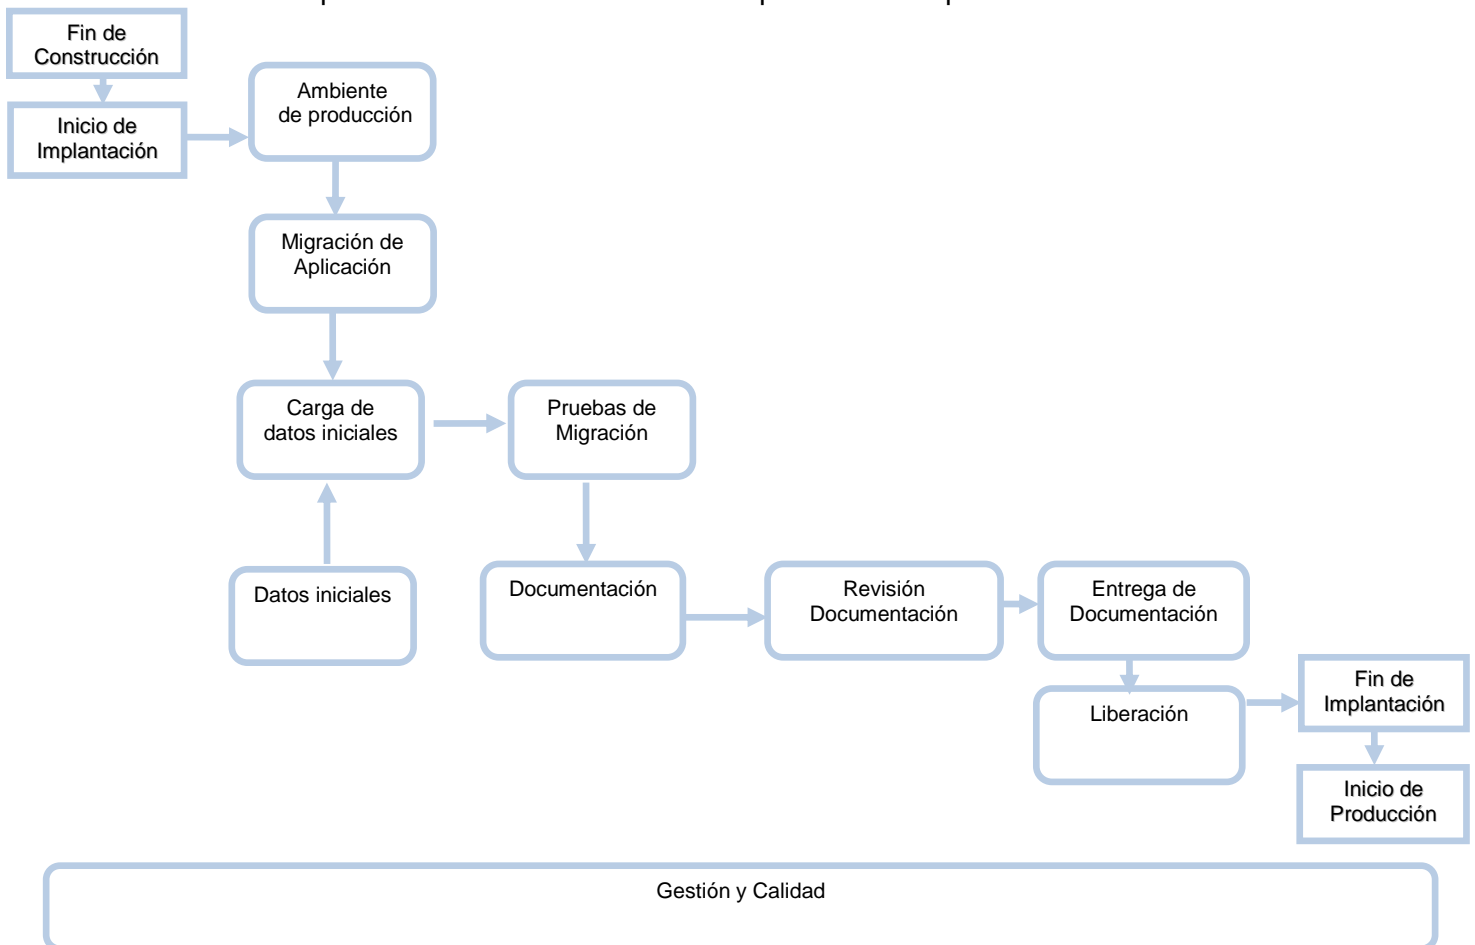 Fin de
Construcción
Inicio de
Implantación
Ambiente
de producción
Migración de
Aplicación
Carga de
datos iniciales
Pruebas de
Migración
Datos iniciales
Documentación
Revisión
Documentación
Entrega de
Documentación
Liberación
Fin de
Implantación
Inicio de
Producción
Gestión y Calidad